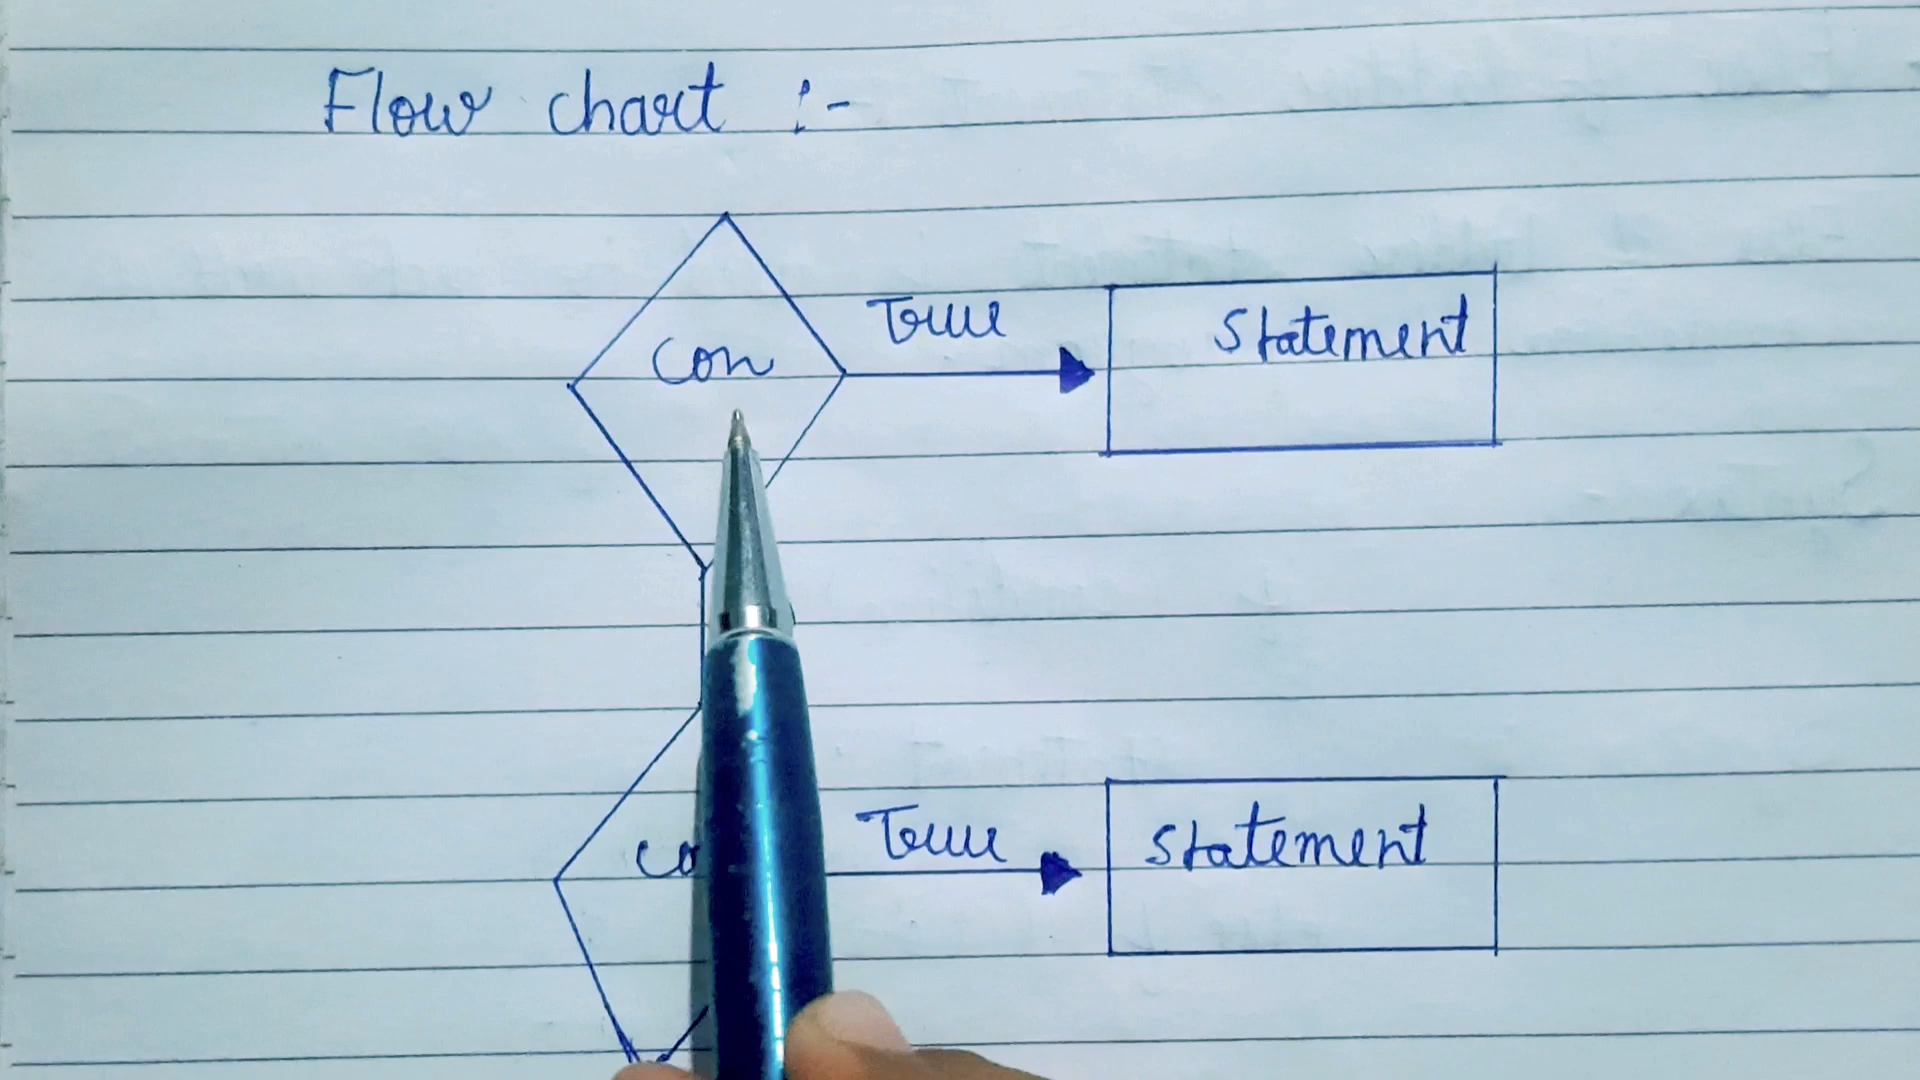 Flow chart :-
True
Statement
Con
True
Statement